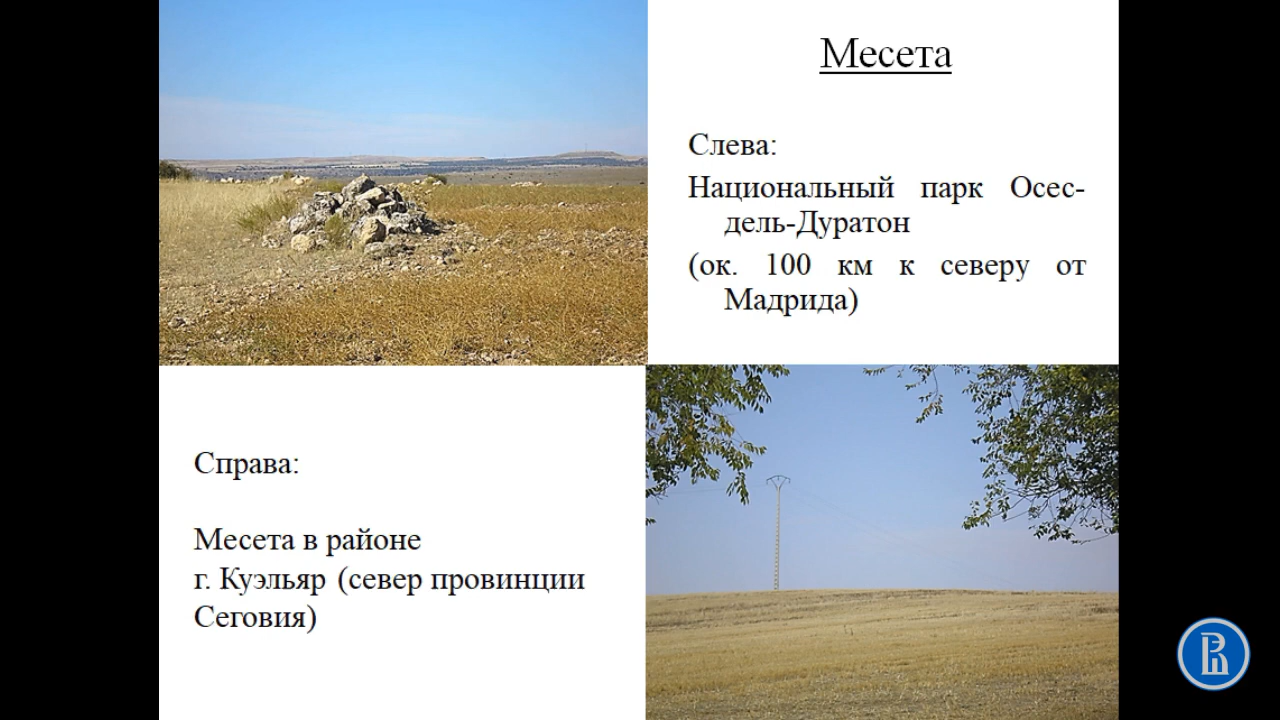 Месета
Слева:
Национальный парк Осес-
дель-Дуратон
(ок. 100 км к северу от
Мадрида)
Справа:
Месета в районе
г. Куэльяр (север провинции
Сеговия)